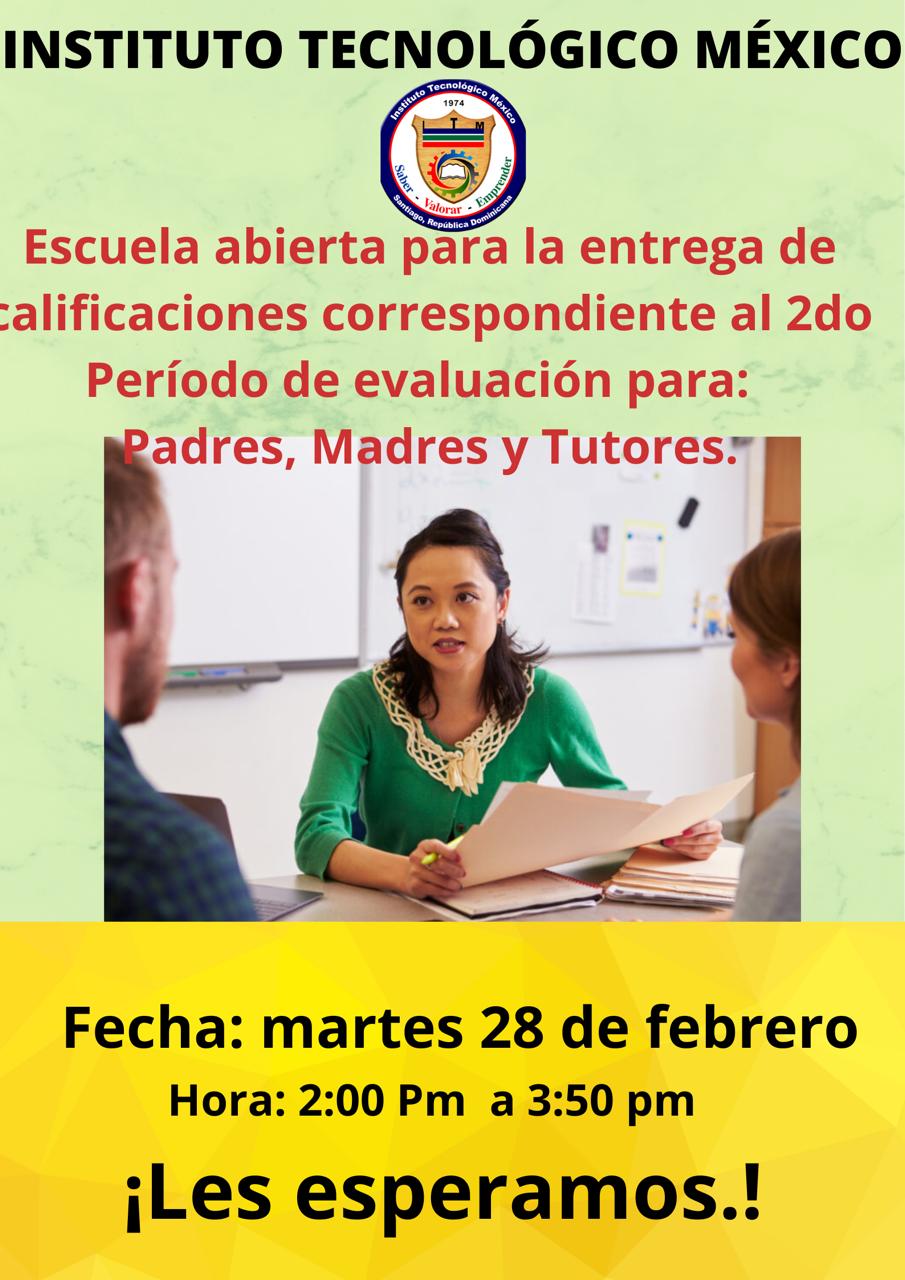 INSTITUTO TECNOLÓGICO MÉXICO
Instituto Tecnológico México
1974
I T M
Saber - Valorar - Emprender
Santiago, República Dominicana
Escuela abierta para la entrega de
calificaciones correspondiente al 2do
Período de evaluación para:
Padres, Madres y Tutores.
Fecha: martes 28 de febrero
Hora: 2:00 Pm  a 3:50 pm
¡Les esperamos.!